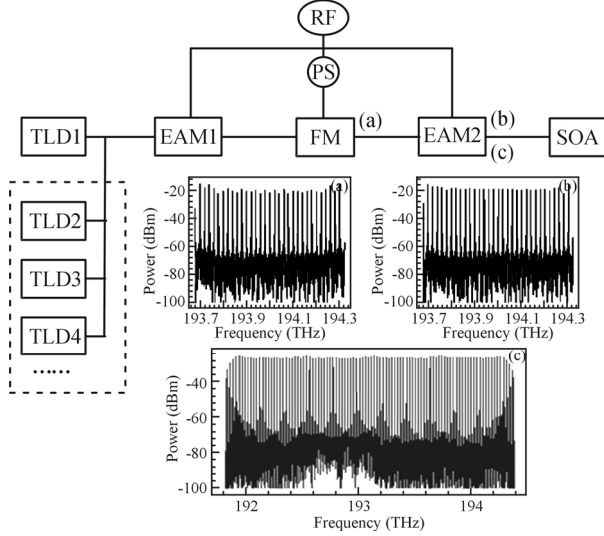 RF
PS
(a)
(b)
TLD1
EAM1
FM
EAM2
SOA
(c)
TLD2
TLD3
TLD4
......
(a)
-20
-40
-60
-80
-100
Power (dBm)
193.7 193.9 194.1 194.3
Frequency (THz)
(b)
-20
-40
-60
-80
-100
Power (dBm)
193.7 193.9 194.1 194.3
Frequency (THz)
(c)
-40
-60
-80
-100
Power (dBm)
192 193 194
Frequency (THz)